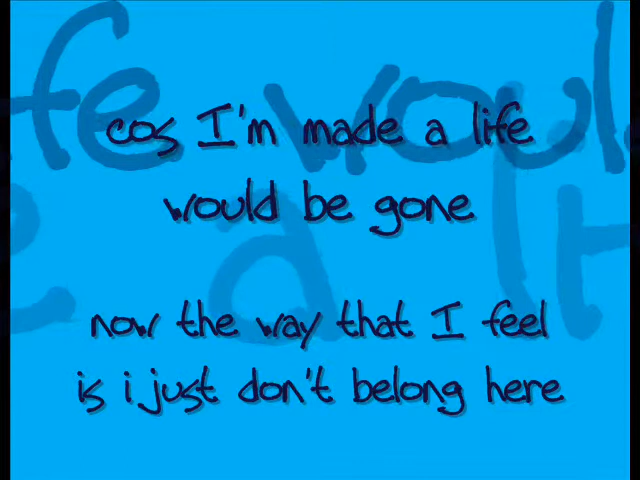 cos I'm made a life
would be gone
now the way that I feel
is i just don't belong here